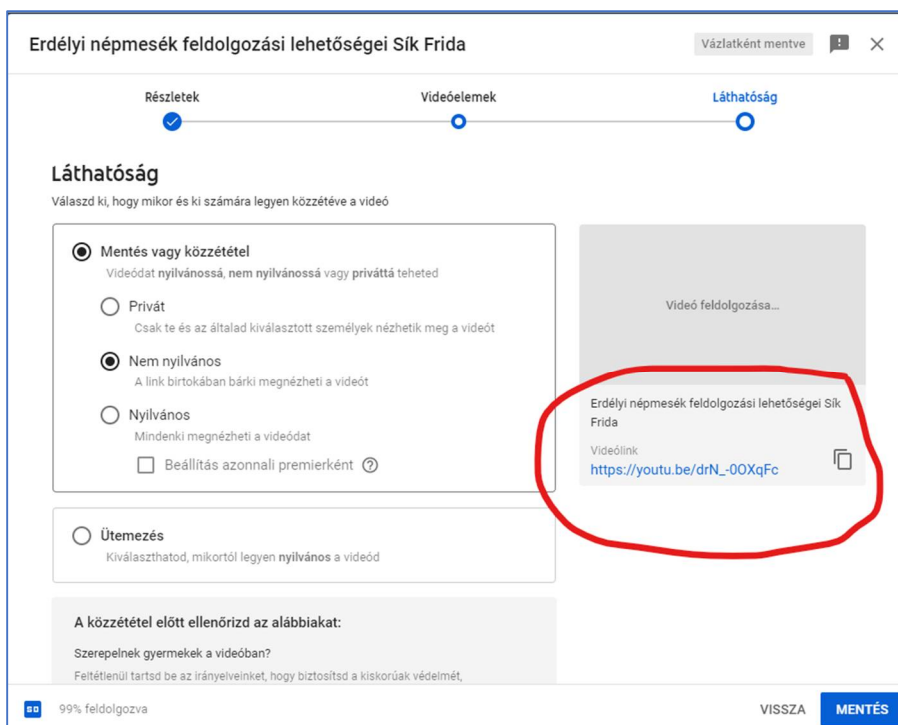 Erdélyi népmesék feldolgozási lehetőségei Sík Frida
Vázlatként mentve
Részletek
Videóelemek
Láthatóság
Láthatóság
Válaszd ki, hogy mikor és ki számára legyen közzétéve a videó
Mentés vagy közzététel
Videódat nyilvánossá, nem nyilvánossá vagy priváttá teheted
Privát
Csak te és az általad kiválasztott személyek nézhetik meg a videót
Nem nyilvános
A link birtokában bárki megnézheti a videót
Nyilvános
Mindenki megnézheti a videódat
Beállítás azonnali premierként
Videó feldolgozása...
Erdélyi népmesék feldolgozási lehetőségei Sík
Frida
Videólink
https://youtu.be/drN_-0OXqFc
Ütemezés
Kiválaszthatod, mikortól legyen nyilvános a videód
A közzététel előtt ellenőrizd az alábbiakat:
Szerepelnek gyermekek a videóban?
Feltétlenül tartsd be az irányelveinket, hogy biztosítsd a kiskorúak védelmét,
SD
99% feldolgozva
VISSZA
MENTÉS